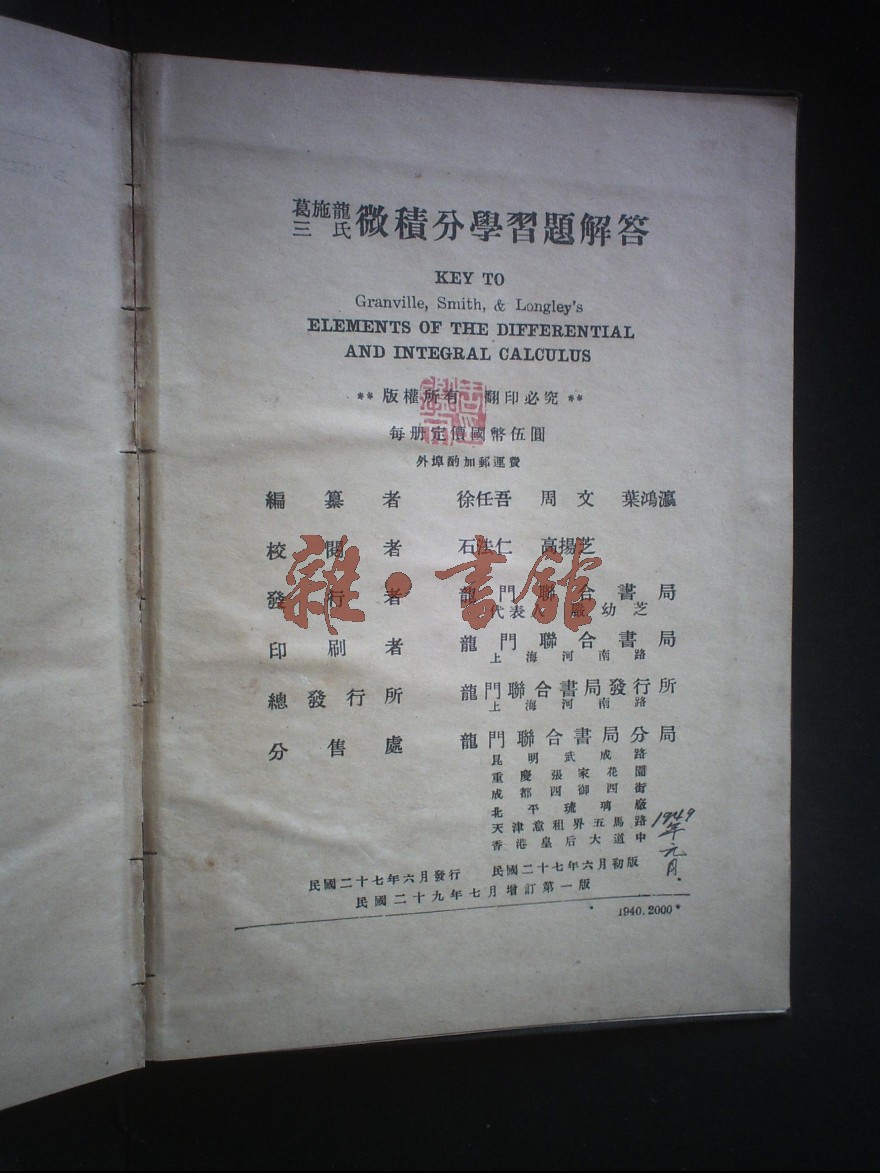 葛施龍
三氏
微積分學習題解答
KEY TO
Granville, Smith, & Longley's
ELEMENTS OF THE DIFFERENTIAL
AND INTEGRAL CALCULUS
** 版權所有 翻印必究 **
每册定價國幣伍圓
外埠酌加郵運費
編纂者 徐任吾 周文 葉鴻瀛
校閱者 石法仁 高揚芝
雜·書館
發行者 龍門聯合書局
代表人 嚴幼芝
印刷者 龍門聯合書局
上海河南路
總發行所 龍門聯合書局發行所
上海河南路
分售處 龍門聯合書局分局
昆明武成路
重慶張家花園
成都西御西街
北平琉璃廠
天津意租界五馬路
香港皇后大道中
1949
年元月.
民國二十七年六月發行 民國二十七年六月初版
民國二十九年七月增訂第一版
* 1940.2000 *